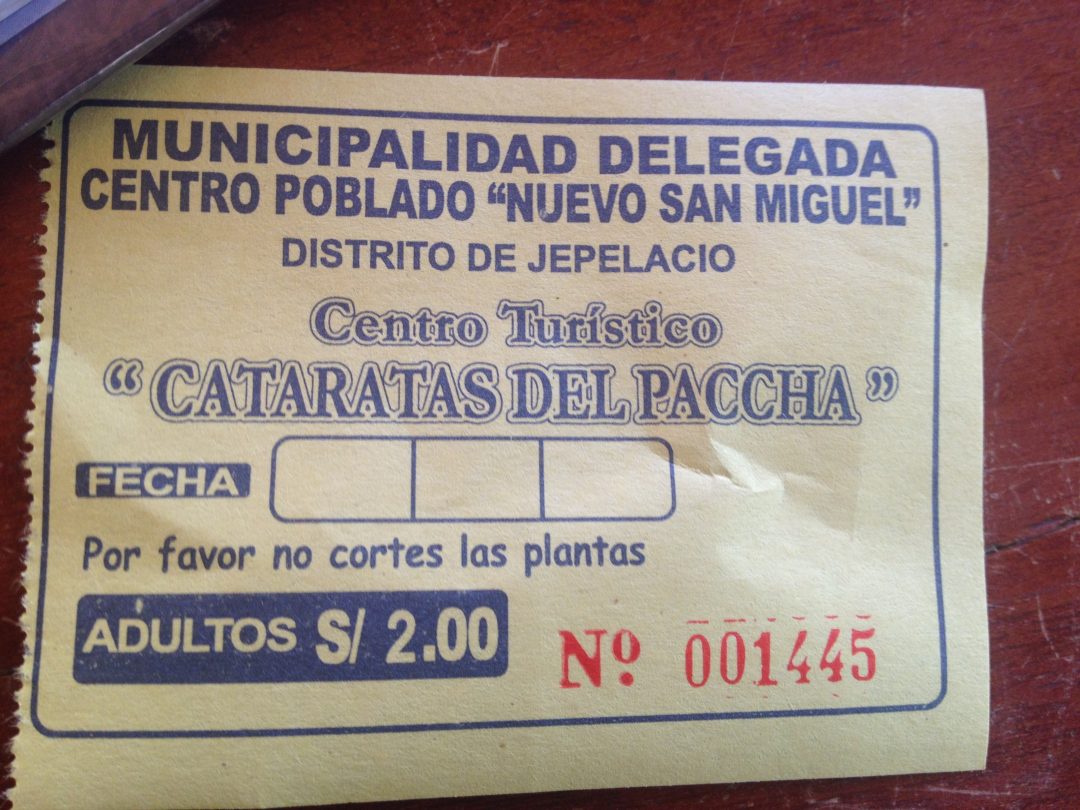 MUNICIPALIDAD DELEGADA
CENTRO POBLADO “NUEVO SAN MIGUEL”
DISTRITO DE JEPELACIO
Centro Turístico
“CATARATAS DEL PACCHA”
FECHA
Por favor no cortes las plantas
ADULTOS S/ 2.00
Nº 001445